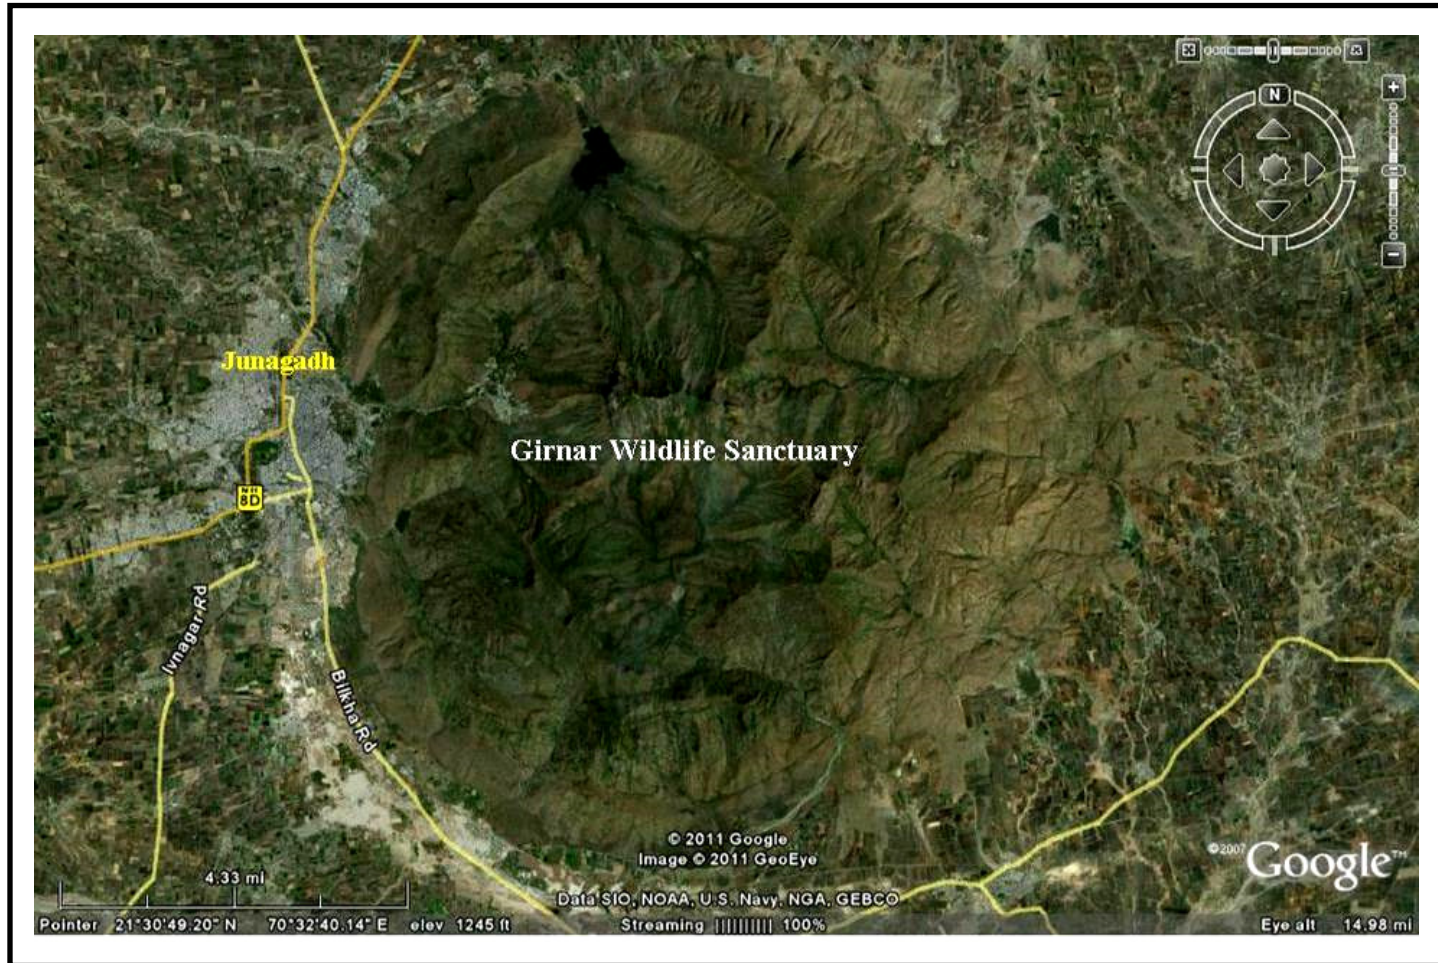 N
Junagadh
Girnar Wildlife Sanctuary
NH
8D
Ivnagar Rd
Bilkha Rd
© 2011 Google
Image © 2011 GeoEye
©2007 Google™
4.33 mi
Data SIO, NOAA, U.S. Navy, NGA, GEBCO
Pointer 21°30'49.20" N 70°32'40.14" E elev 1245 ft Streaming ||||||||| 100% Eye alt 14.98 mi